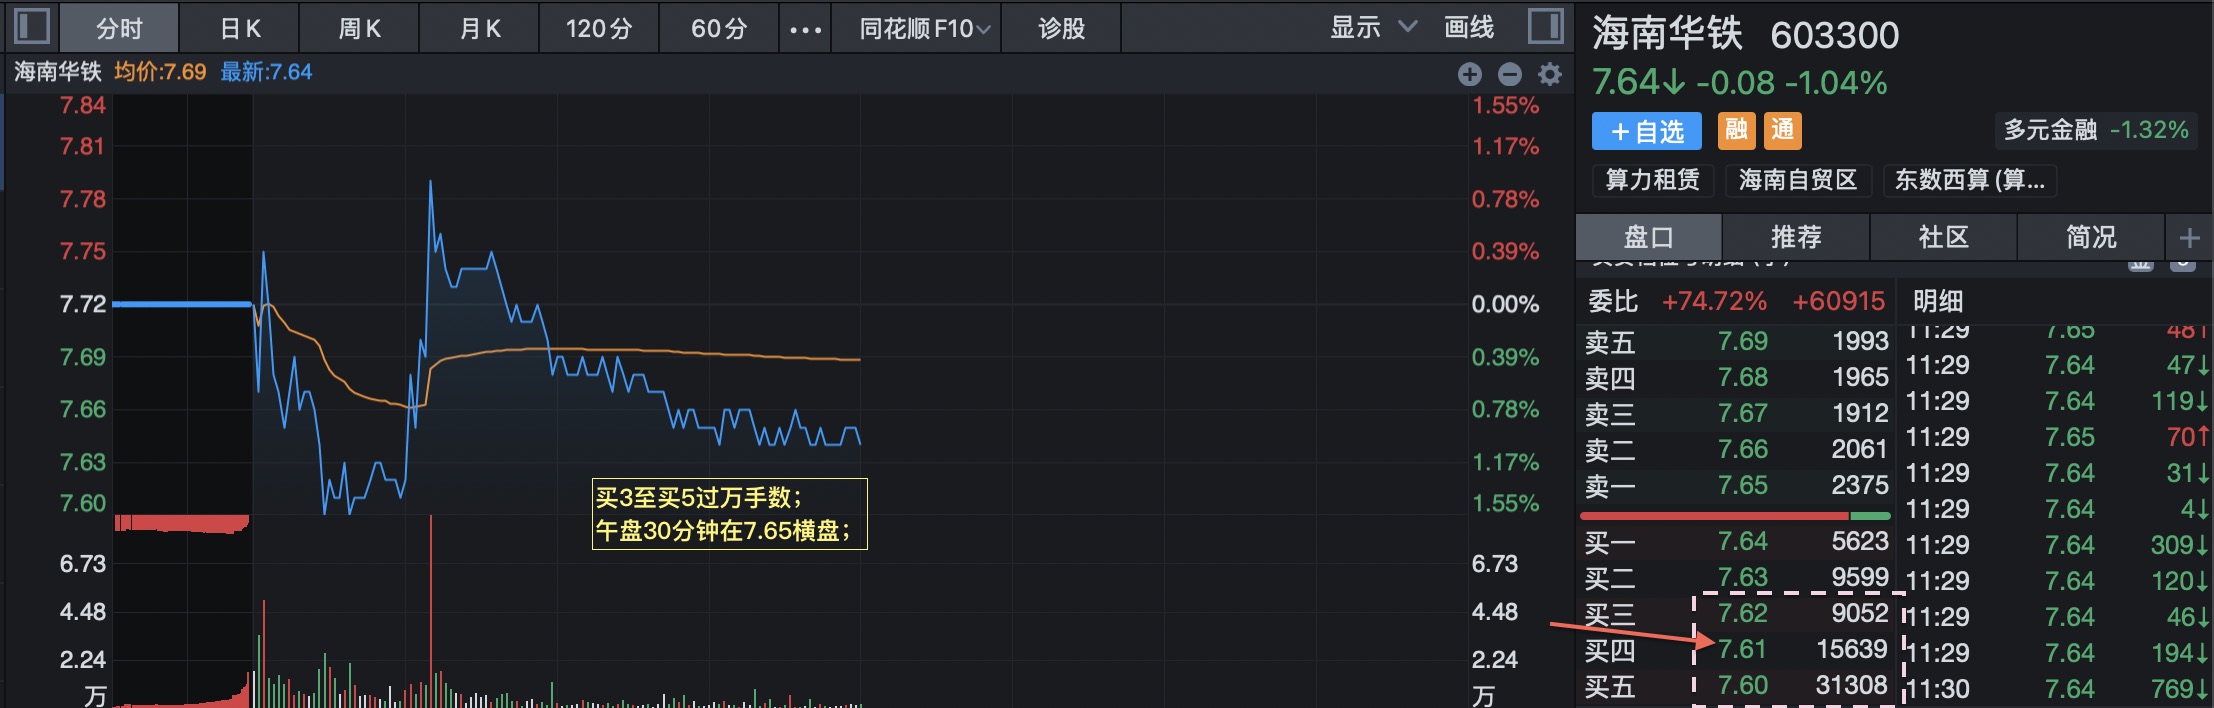 分时 日K 周K 月K 120分 60分 ... 同花顺F10 诊股 显示 画线
海南华铁 均价:7.69 最新:7.64
7.84 1.55%
7.81 1.17%
7.78 0.78%
7.75 0.39%
7.72 0.00%
7.69 0.39%
7.66 0.78%
7.63 1.17%
7.60 1.55%
买3至买5过万手数;
午盘30分钟在7.65横盘;
6.73 6.73
4.48 4.48
2.24 2.24
万 万
海南华铁 603300
7.64↓ -0.08 -1.04%
+自选 融 通 多元金融 -1.32%
算力租赁 海南自贸区 东数西算(算...
盘口 推荐 社区 简况 +
委比 +74.72% +60915 明细
卖五 7.69 1993
卖四 7.68 1965
卖三 7.67 1912
卖二 7.66 2061
卖一 7.65 2375
买一 7.64 5623
买二 7.63 9599
买三 7.62 9052
买四 7.61 15639
买五 7.60 31308
11:29 7.65 48↑
11:29 7.64 47↓
11:29 7.64 119↓
11:29 7.65 70↑
11:29 7.64 31↓
11:29 7.64 4↓
11:29 7.64 309↓
11:29 7.64 120↓
11:29 7.64 46↓
11:29 7.64 194↓
11:30 7.64 769↓